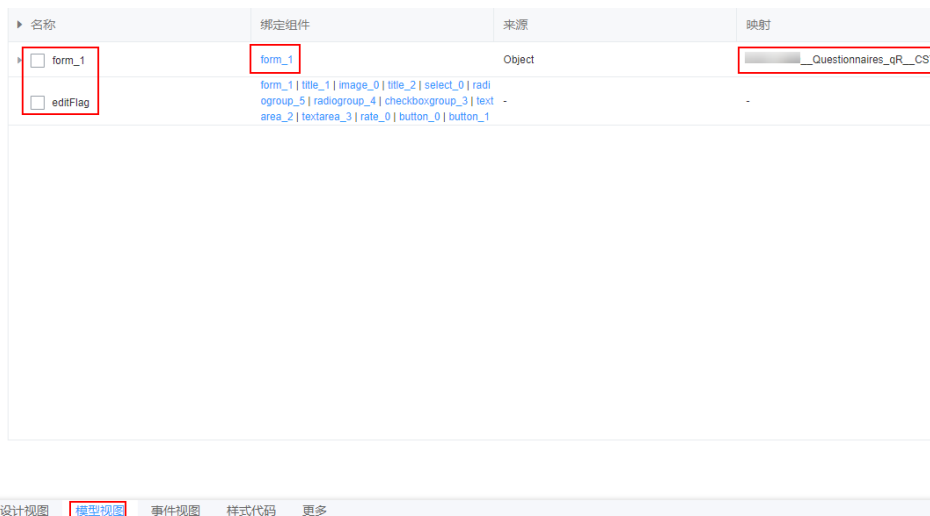 名称 绑定组件 来源 映射
form_1 form_1 Object __Questionnaires_qR__CS
form_1 | title_1 | image_0 | title_2 | select_0 | radi
editFlag ogroup_5 | radiogroup_4 | checkboxgroup_3 | text - -
area_2 | textarea_3 | rate_0 | button_0 | button_1
设计视图 模型视图 事件视图 样式代码 更多